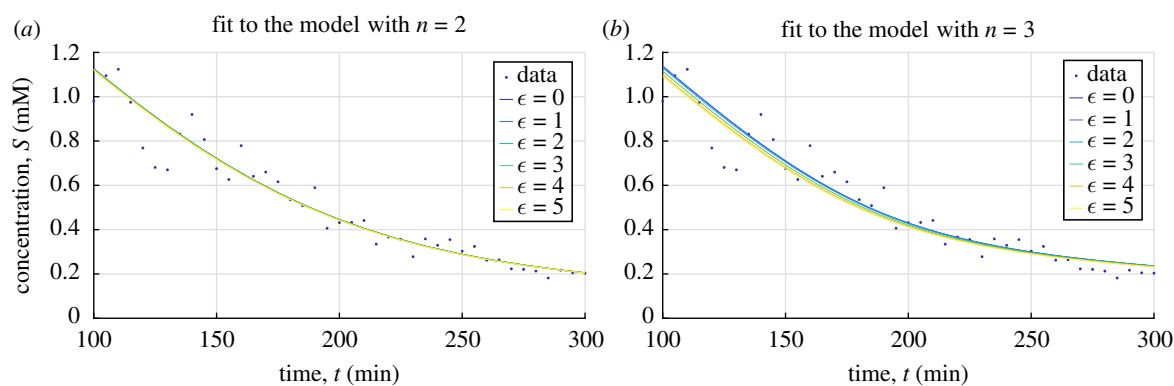 (a) fit to the model with n = 2
1.2
1.0
0.8
0.6
0.4
0.2
0
concentration, S (mM)
data
ϵ = 0
ϵ = 1
ϵ = 2
ϵ = 3
ϵ = 4
ϵ = 5
100 150 200 250 300
time, t (min)
(b) fit to the model with n = 3
1.2
1.0
0.8
0.6
0.4
0.2
0
data
ϵ = 0
ϵ = 1
ϵ = 2
ϵ = 3
ϵ = 4
ϵ = 5
100 150 200 250 300
time, t (min)